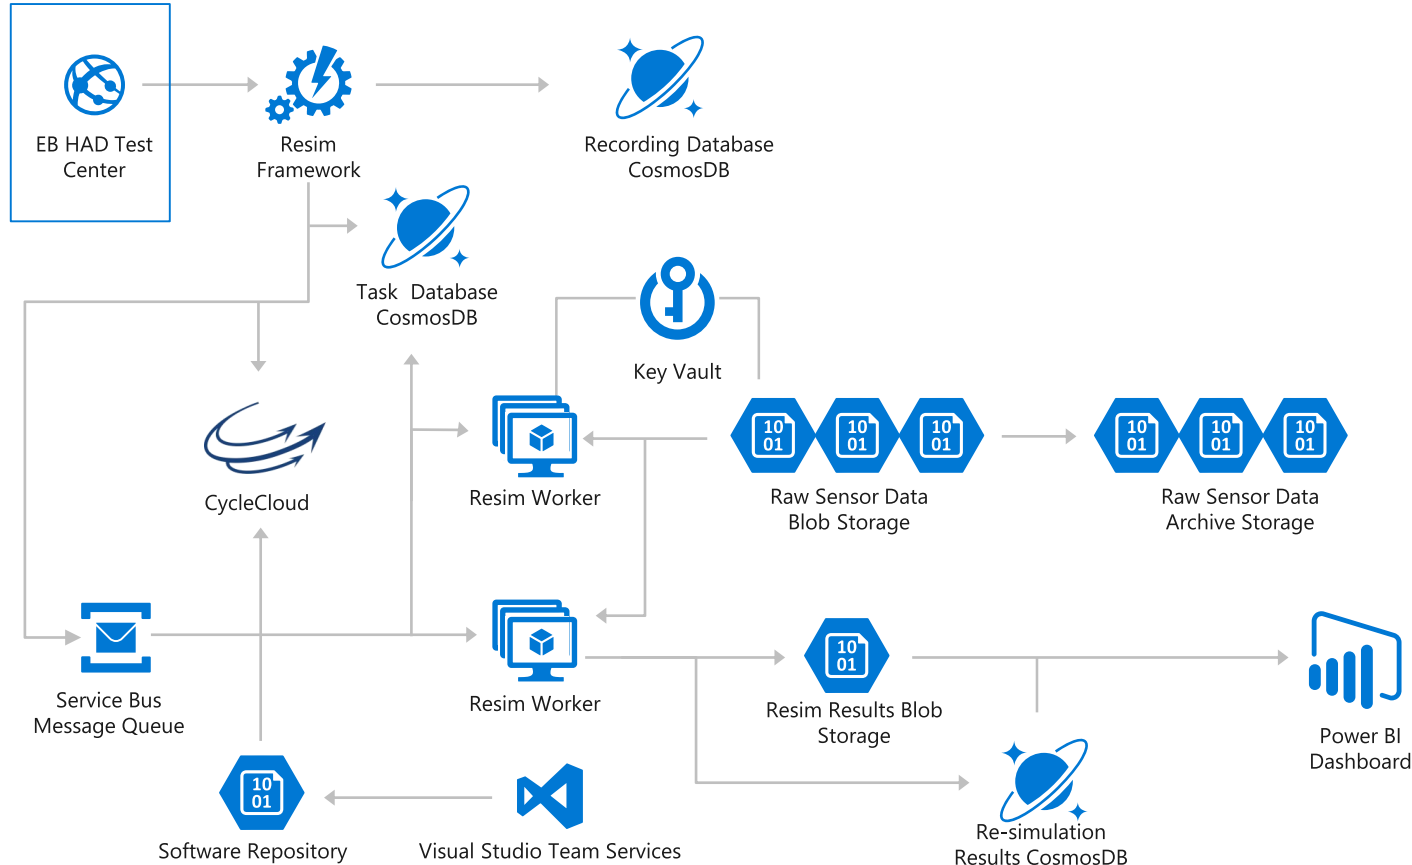 EB HAD Test
Center
Resim
Framework
Recording Database
CosmosDB
Task Database
CosmosDB
Key Vault
CycleCloud
Resim Worker
10
01
10
01
10
01
Raw Sensor Data
Blob Storage
10
01
10
01
10
01
Raw Sensor Data
Archive Storage
Service Bus
Message Queue
Resim Worker
10
01
Resim Results Blob
Storage
Power BI
Dashboard
10
01
Software Repository
Visual Studio Team Services
Re-simulation
Results CosmosDB